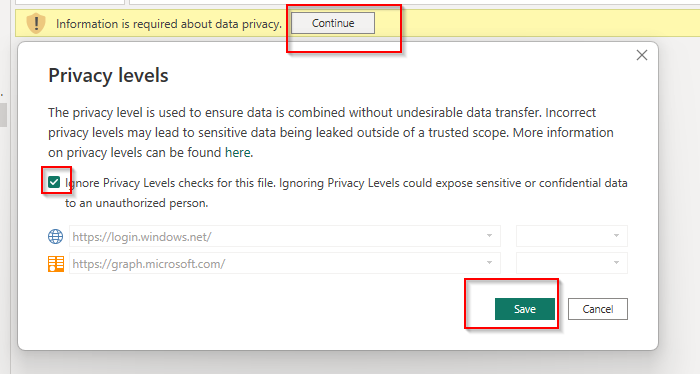 Information is required about data privacy. Continue
Privacy levels
The privacy level is used to ensure data is combined without undesirable data transfer. Incorrect
privacy levels may lead to sensitive data being leaked outside of a trusted scope. More information
on privacy levels can be found here.
Ignore Privacy Levels checks for this file. Ignoring Privacy Levels could expose sensitive or confidential data
to an unauthorized person.
https://login.windows.net/
https://graph.microsoft.com/
Save Cancel